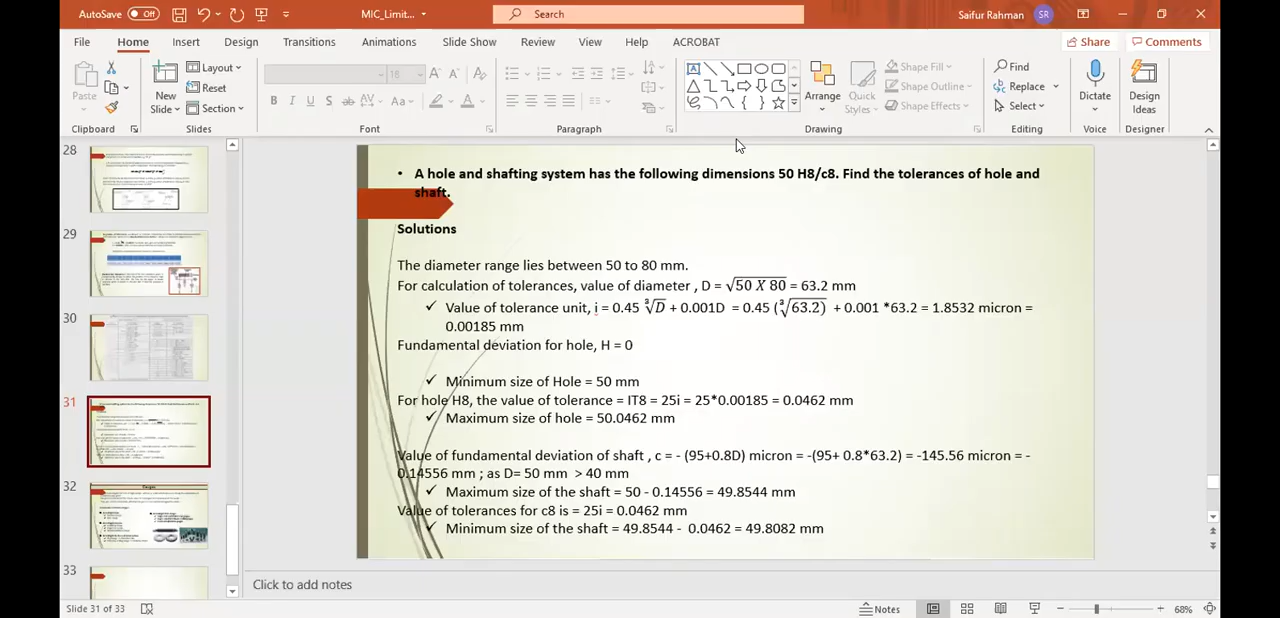 AutoSave Off MIC_Limit... Search Saifur Rahman SR
File Home Insert Design Transitions Animations Slide Show Review View Help ACROBAT Share Comments
Paste New Slide Layout Reset Section 18 Arrange Quick Styles Shape Fill Shape Outline Shape Effects Find Replace Select Dictate Design Ideas
Clipboard Slides Font Paragraph Drawing Editing Voice Designer
28
29
30
31
32
33
• A hole and shafting system has the following dimensions 50 H8/c8. Find the tolerances of hole and
shaft.
Solutions
The diameter range lies between 50 to 80 mm.
For calculation of tolerances, value of diameter , D = √50 X 80 = 63.2 mm
✓ Value of tolerance unit, i = 0.45 ∛D + 0.001D = 0.45 (∛63.2) + 0.001 *63.2 = 1.8532 micron =
0.00185 mm
Fundamental deviation for hole, H = 0
✓ Minimum size of Hole = 50 mm
For hole H8, the value of tolerance = IT8 = 25i = 25*0.00185 = 0.0462 mm
✓ Maximum size of hole = 50.0462 mm
Value of fundamental deviation of shaft , c = - (95+0.8D) micron = -(95+ 0.8*63.2) = -145.56 micron = -
0.14556 mm ; as D= 50 mm > 40 mm
✓ Maximum size of the shaft = 50 - 0.14556 = 49.8544 mm
Value of tolerances for c8 is = 25i = 0.0462 mm
✓ Minimum size of the shaft = 49.8544 - 0.0462 = 49.8082 mm
Click to add notes
Slide 31 of 33 Notes 68%